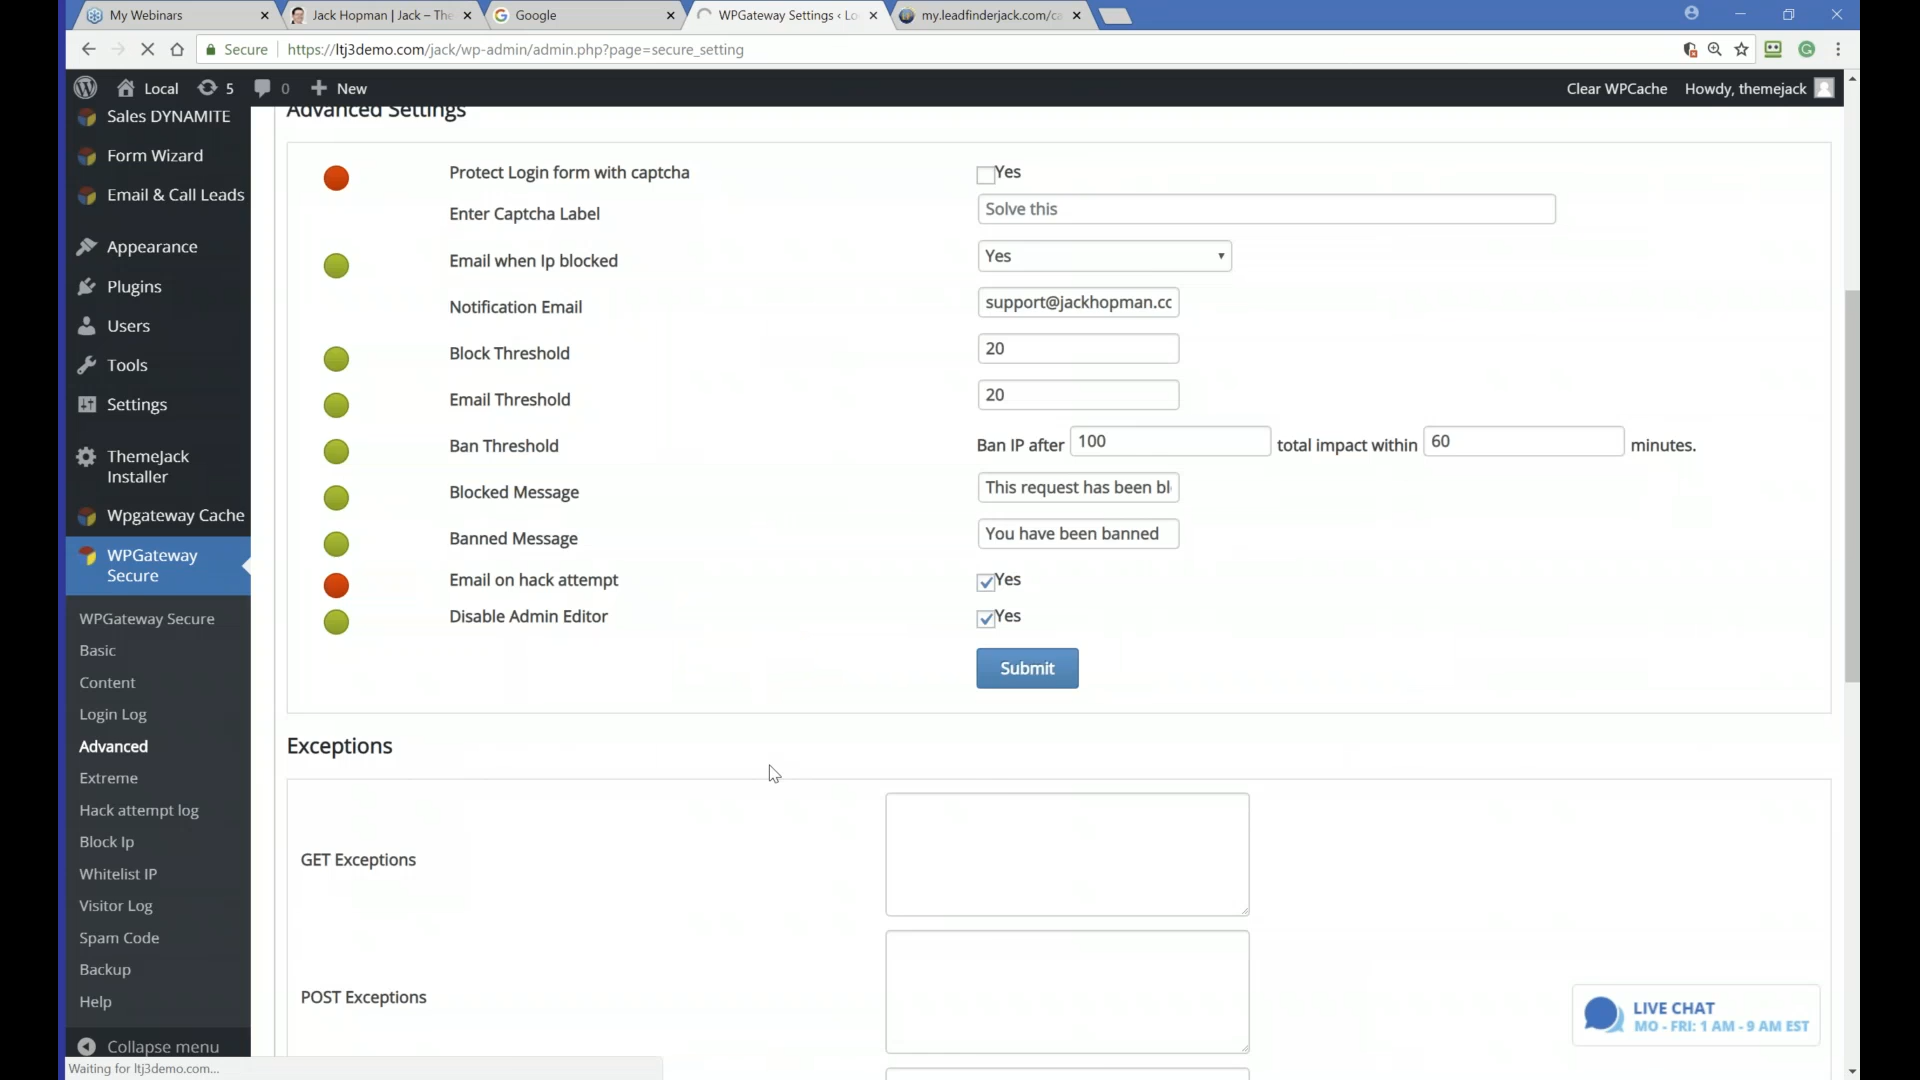 My Webinars
Jack Hopman | Jack – The
Google
WPGateway Settings ‹ Lo
my.leadfinderjack.com/ca
Secure
https://ltj3demo.com/jack/wp-admin/admin.php?page=secure_setting
Local
5
0
New
Clear WPCache
Howdy, themejack
Sales DYNAMITE
Form Wizard
Email & Call Leads
Appearance
Plugins
Users
Tools
Settings
ThemeJack
Installer
Wpgateway Cache
WPGateway
Secure
WPGateway Secure
Basic
Content
Login Log
Advanced
Extreme
Hack attempt log
Block Ip
Whitelist IP
Visitor Log
Spam Code
Backup
Help
Collapse menu
Waiting for ltj3demo.com...
Advanced Settings
Protect Login form with captcha
Yes
Enter Captcha Label
Solve this
Email when Ip blocked
Yes
Notification Email
support@jackhopman.cc
Block Threshold
20
Email Threshold
20
Ban Threshold
Ban IP after 100 total impact within 60 minutes.
Blocked Message
This request has been bl
Banned Message
You have been banned
Email on hack attempt
Yes
Disable Admin Editor
Yes
Submit
Exceptions
GET Exceptions
POST Exceptions
LIVE CHAT
MO - FRI: 1 AM - 9 AM EST